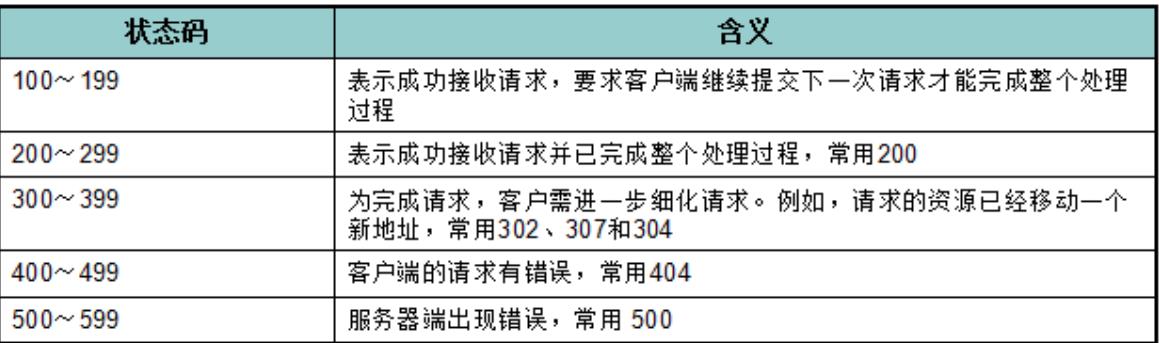 状态码 含义
100～199 表示成功接收请求，要求客户端继续提交下一次请求才能完成整个处理
过程
200～299 表示成功接收请求并已完成整个处理过程，常用200
300～399 为完成请求，客户需进一步细化请求。例如，请求的资源已经移动一个
新地址，常用302、307和304
400～499 客户端的请求有错误，常用404
500～599 服务器端出现错误，常用 500